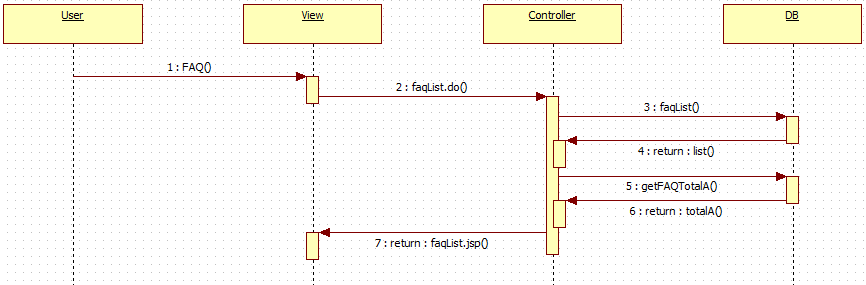 User
View
Controller
DB
1 : FAQ()
2 : faqList.do()
3 : faqList()
4 : return : list()
5 : getFAQTotalA()
6 : return : totalA()
7 : return : faqList.jsp()